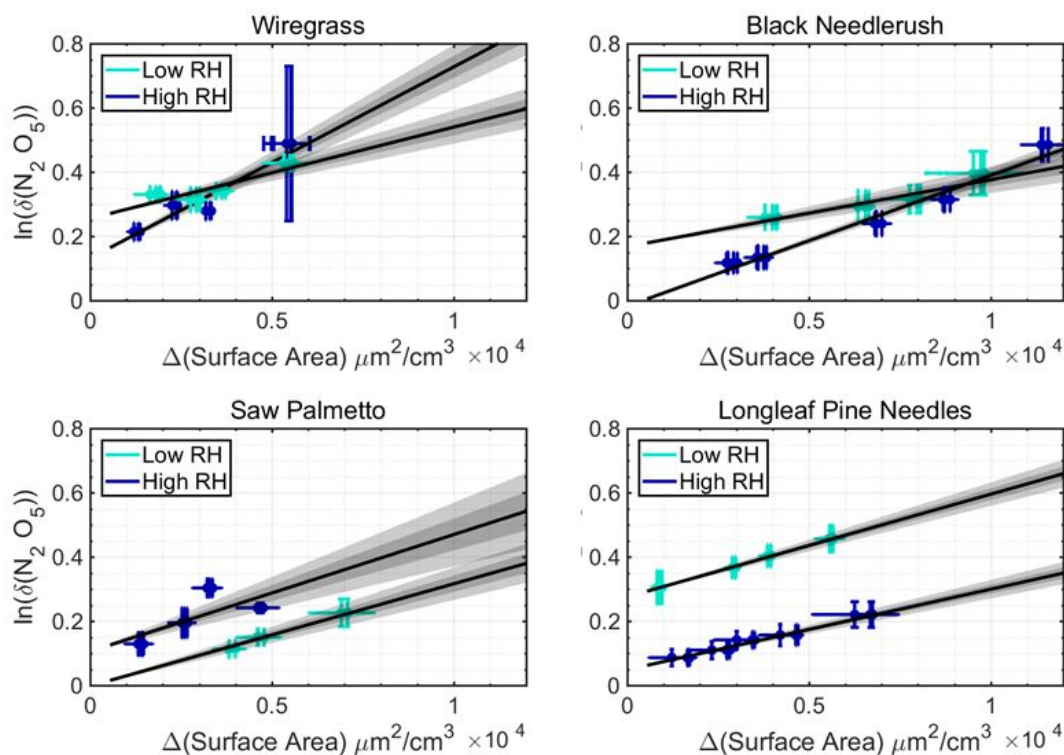 Wiregrass
Black Needlerush
0.8
0.6
0.4
0.2
0
ln(δ(N₂ O₅))
Low RH
High RH
0 0.5 1
Δ(Surface Area) μm²/cm³ ×10⁴
0.8
0.6
0.4
0.2
0
Low RH
High RH
0 0.5 1
Δ(Surface Area) μm²/cm³ ×10⁴
Saw Palmetto
Longleaf Pine Needles
0.8
0.6
0.4
0.2
0
ln(δ(N₂ O₅))
Low RH
High RH
0 0.5 1
Δ(Surface Area) μm²/cm³ ×10⁴
0.8
0.6
0.4
0.2
0
Low RH
High RH
0 0.5 1
Δ(Surface Area) μm²/cm³ ×10⁴